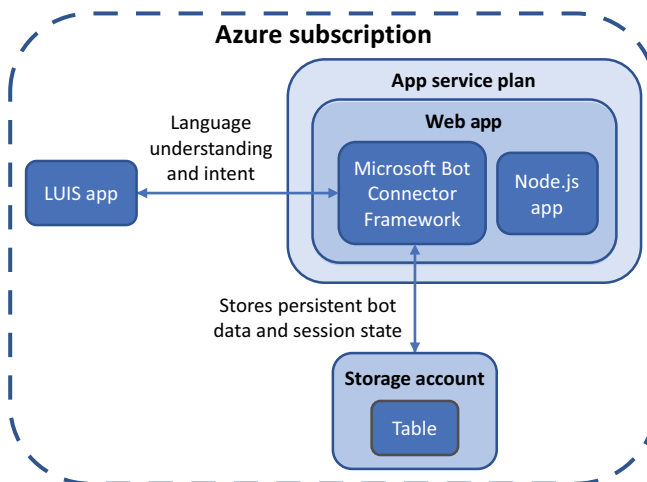 Azure subscription
App service plan
Web app
Language
understanding
and intent
LUIS app
Microsoft Bot
Connector
Framework
Node.js
app
Stores persistent bot
data and session state
Storage account
Table